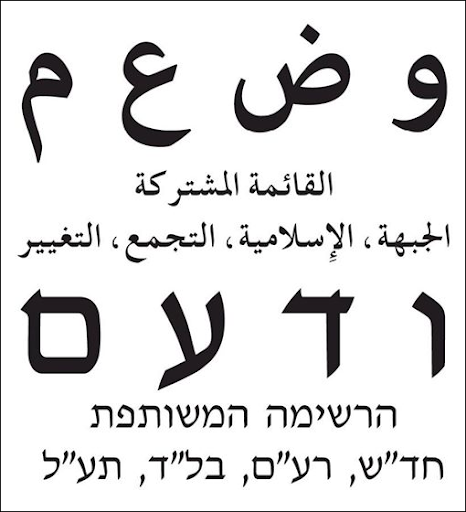 و ض ع م
القائمة المشتركة
الجبهة، الإسلامية، التجمع، التغيير
ו ד ע ם
הרשימה המשותפת
חד"ש, רע"ם, בל"ד, תע"ל